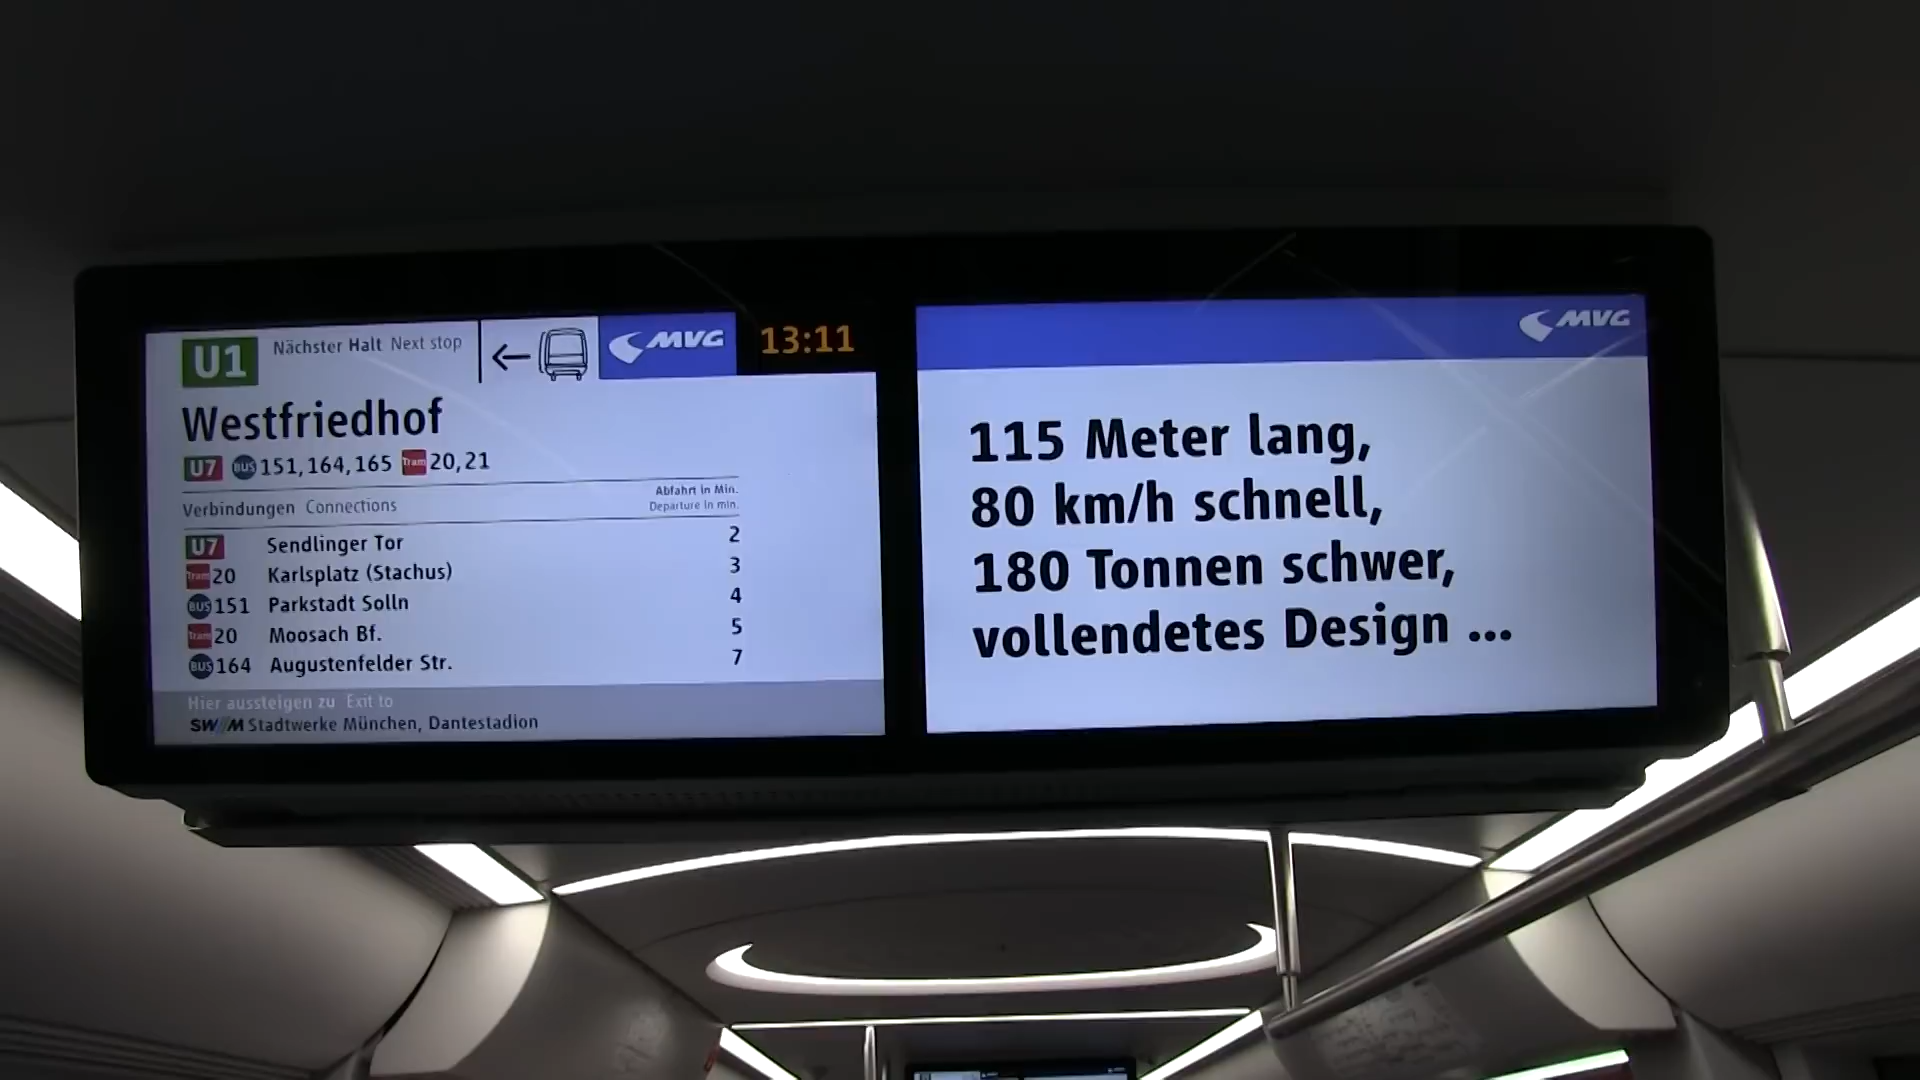 U1 Nächster Halt Next stop MVG 13:11
Westfriedhof
U7 BUS 151, 164, 165 Tram 20, 21
Verbindungen Connections Abfahrt in Min.
Departure in min.
U7 Sendlinger Tor 2
Tram 20 Karlsplatz (Stachus) 3
BUS 151 Parkstadt Solln 4
Tram 20 Moosach Bf. 5
BUS 164 Augustenfelder Str. 7
Hier aussteigen zu Exit to
SW//M Stadtwerke München, Dantestadion
MVG
115 Meter lang,
80 km/h schnell,
180 Tonnen schwer,
vollendetes Design ...